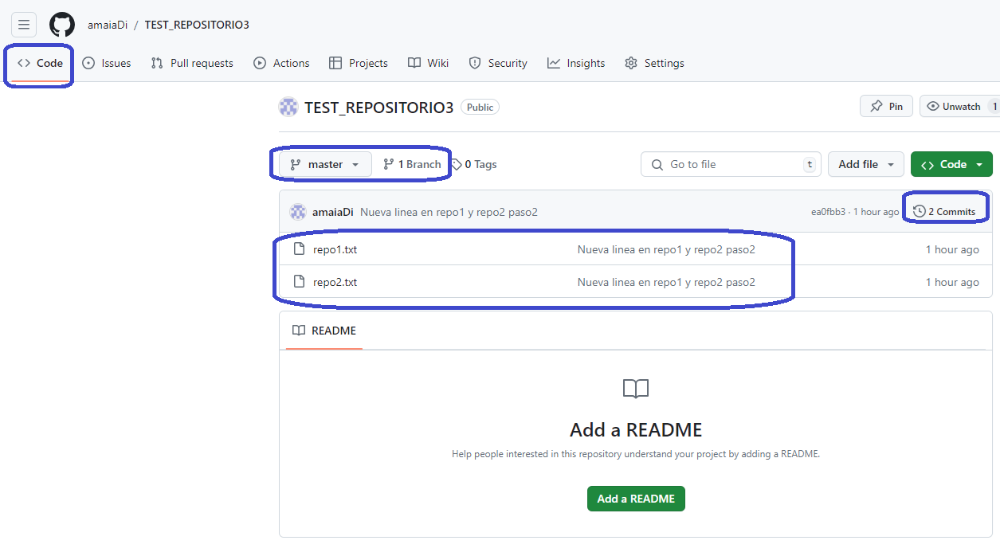 amaiaDi / TEST_REPOSITORIO3
Code Issues Pull requests Actions Projects Wiki Security Insights Settings
TEST_REPOSITORIO3 Public Pin Unwatch 1
master 1 Branch 0 Tags Go to file t Add file Code
amaiaDi Nueva linea en repo1 y repo2 paso2 ea0fbb3 · 1 hour ago 2 Commits
repo1.txt Nueva linea en repo1 y repo2 paso2 1 hour ago
repo2.txt Nueva linea en repo1 y repo2 paso2 1 hour ago
README
Add a README
Help people interested in this repository understand your project by adding a README.
Add a README